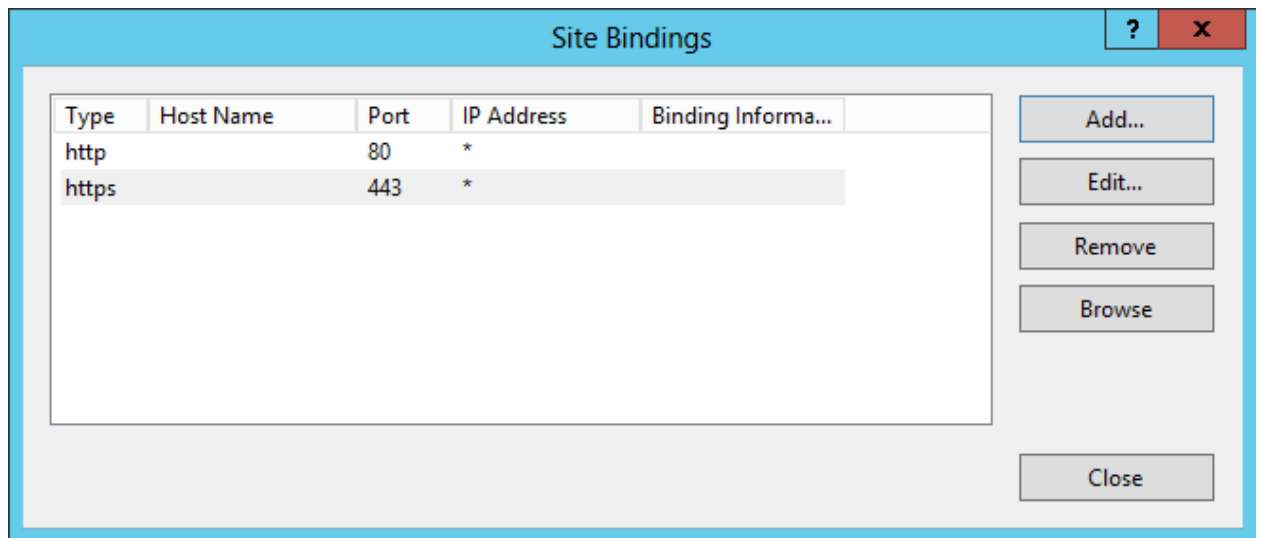 Site Bindings
? x
Type Host Name Port IP Address Binding Informa...
http 80 *
https 443 *
Add...
Edit...
Remove
Browse
Close